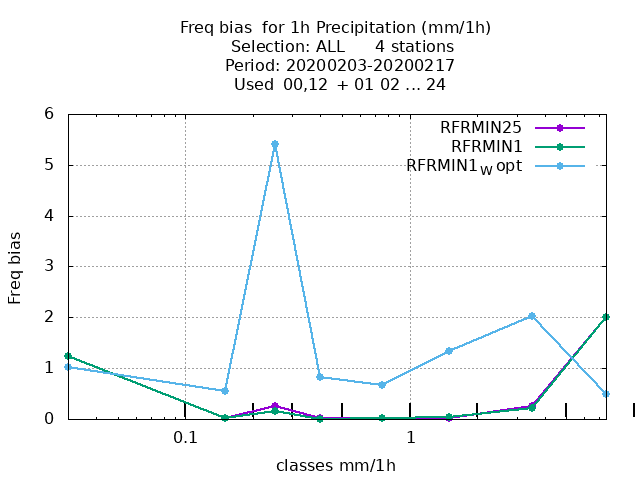 Freq bias  for 1h Precipitation (mm/1h)
Selection: ALL      4 stations
Period: 20200203-20200217
Used  00,12  + 01 02 ... 24
6
5
4
3
2
1
0
Freq bias
RFRMIN25
RFRMIN1
RFRMIN1W opt
0.1 1
classes mm/1h